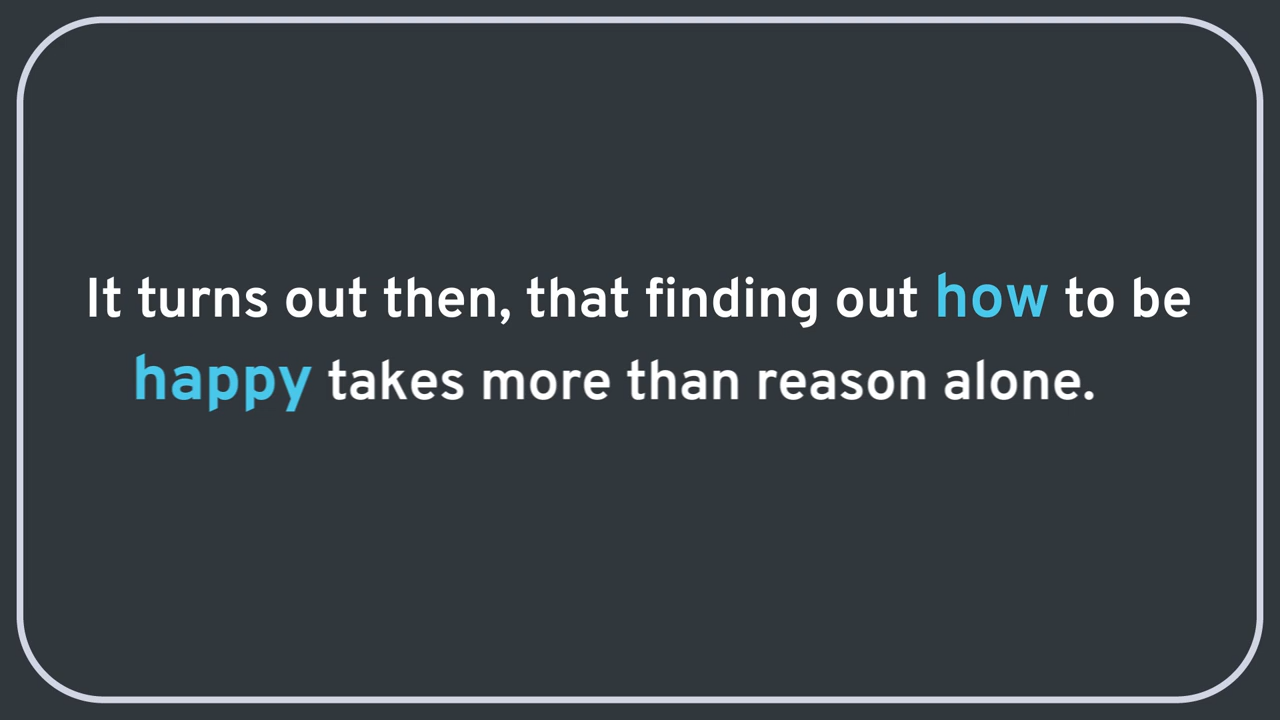 It turns out then, that finding out how to be
happy takes more than reason alone.